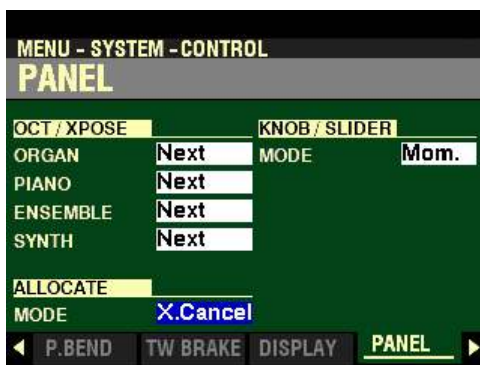 MENU - SYSTEM - CONTROL
PANEL
OCT / XPOSE
ORGAN Next
PIANO Next
ENSEMBLE Next
SYNTH Next
KNOB / SLIDER
MODE Mom.
ALLOCATE
MODE X.Cancel
P.BEND TW BRAKE DISPLAY PANEL